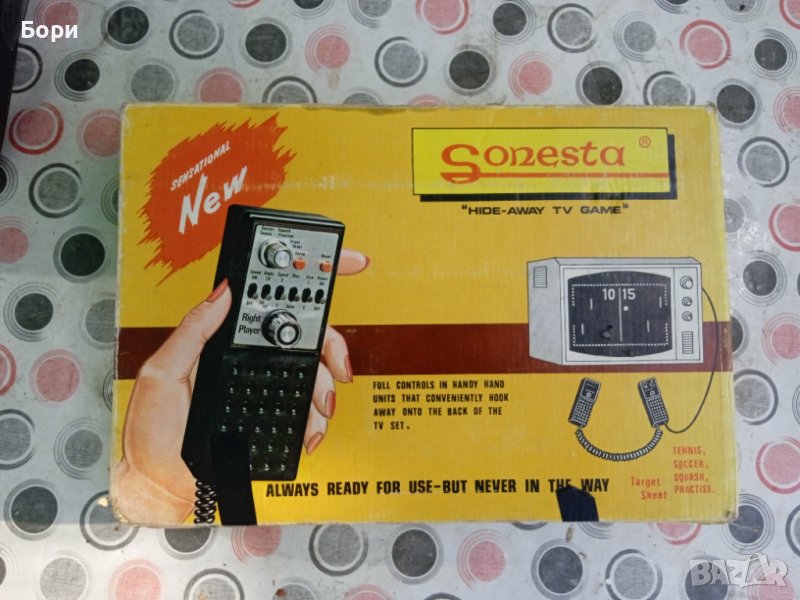 Бори
SENSATIONAL
New
Sonesta ®
"HIDE-AWAY TV GAME"
10 15
Right
Player
FULL CONTROLS IN HANDY HAND
UNITS THAT CONVENIENTLY HOOK
AWAY ONTO THE BACK OF THE
TV SET.
TENNIS,
SOCCER,
SQUASH,
PRACTISE.
Target
Skeet
ALWAYS READY FOR USE-BUT NEVER IN THE WAY
BAZAR